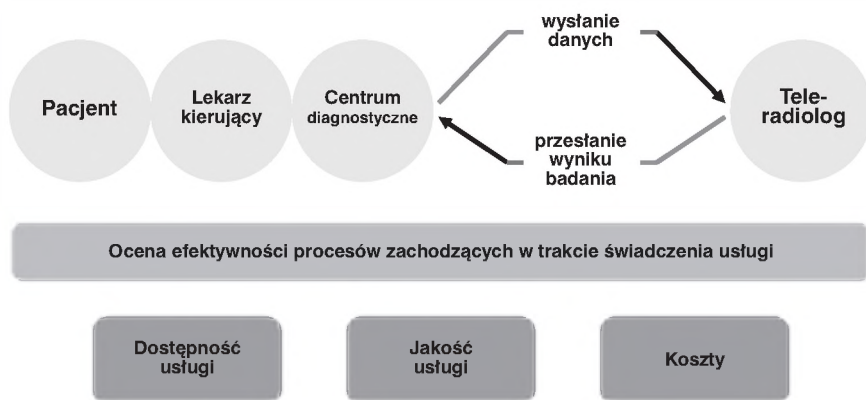 Pacjent
Lekarz
kierujący
Centrum
diagnostyczne
wysłanie
danych
przesłanie
wyniku
badania
Tele-
radiolog
Ocena efektywności procesów zachodzących w trakcie świadczenia usługi
Dostępność
usługi
Jakość
usługi
Koszty